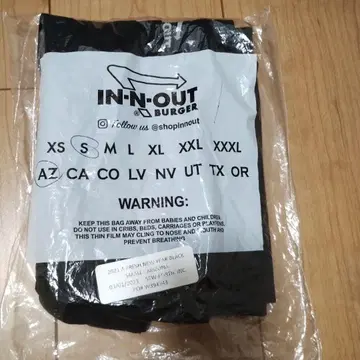 IN-N-OUT
BURGER
Follow us @shopinnout
XS S M L XL XXL XXXL
AZ CA CO LV NV UT TX OR
WARNING:
KEEP THIS BAG AWAY FROM BABIES AND CHILDREN.
DO NOT USE IN CRIBS, BEDS, CARRIAGES OR PLAYPENS.
THIS THIN FILM MAY CLING TO NOSE AND MOUTH AND
PREVENT BREATHING.